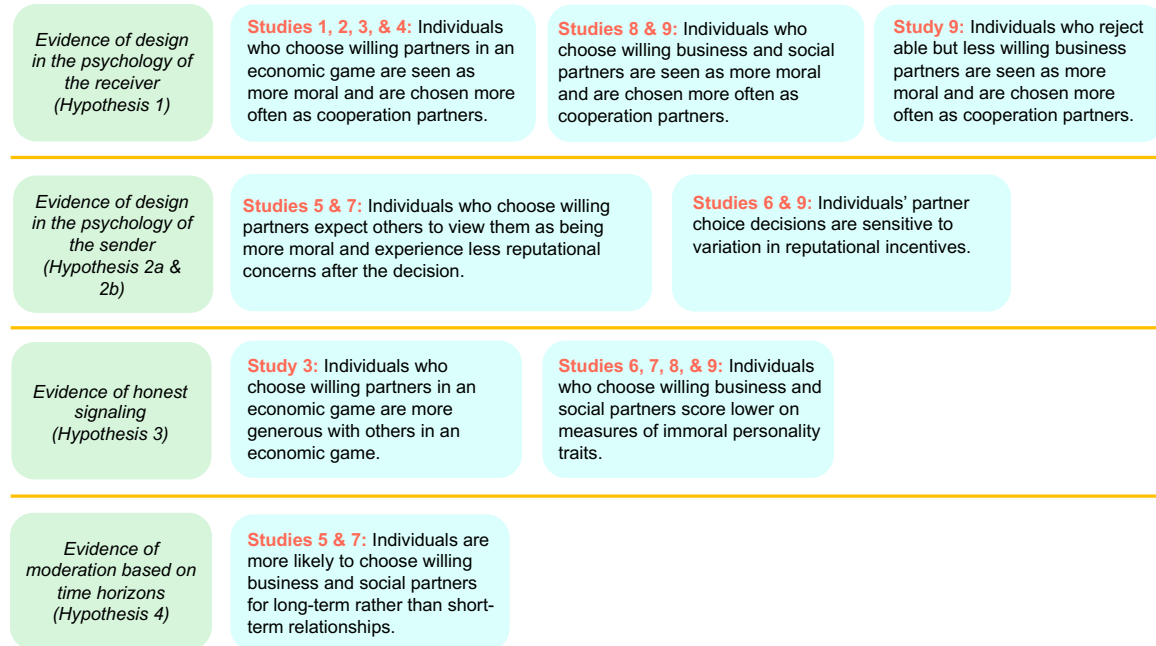 Evidence of design
in the psychology of
the receiver
(Hypothesis 1)
Studies 1, 2, 3, & 4: Individuals
who choose willing partners in an
economic game are seen as
more moral and are chosen more
often as cooperation partners.
Studies 8 & 9: Individuals who
choose willing business and social
partners are seen as more moral
and are chosen more often as
cooperation partners.
Study 9: Individuals who reject
able but less willing business
partners are seen as more
moral and are chosen more
often as cooperation partners.
Evidence of design
in the psychology of
the sender
(Hypothesis 2a &
2b)
Studies 5 & 7: Individuals who choose willing
partners expect others to view them as being
more moral and experience less reputational
concerns after the decision.
Studies 6 & 9: Individuals’ partner
choice decisions are sensitive to
variation in reputational incentives.
Evidence of honest
signaling
(Hypothesis 3)
Study 3: Individuals who
choose willing partners in an
economic game are more
generous with others in an
economic game.
Studies 6, 7, 8, & 9: Individuals
who choose willing business and
social partners score lower on
measures of immoral personality
traits.
Evidence of
moderation based on
time horizons
(Hypothesis 4)
Studies 5 & 7: Individuals are
more likely to choose willing
business and social partners
for long-term rather than short-
term relationships.